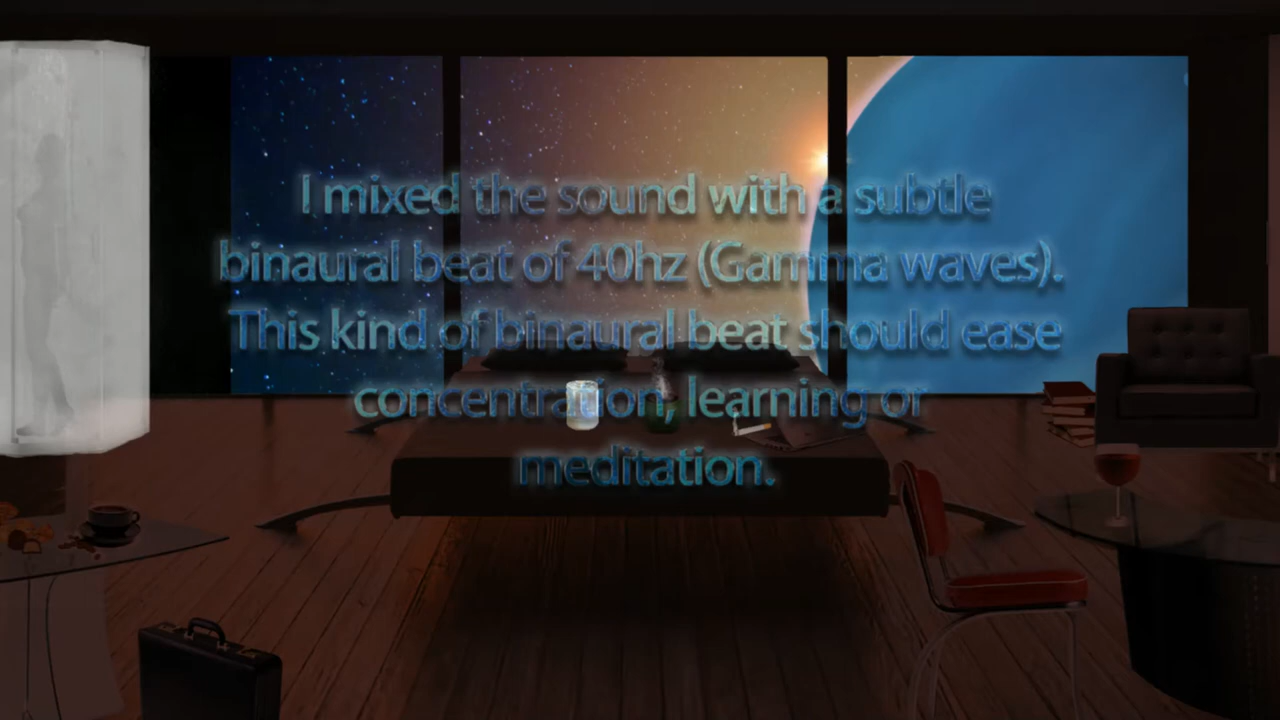 I mixed the sound with a subtle
binaural beat of 40hz (Gamma waves).
This kind of binaural beat should ease
concentration, learning or
meditation.